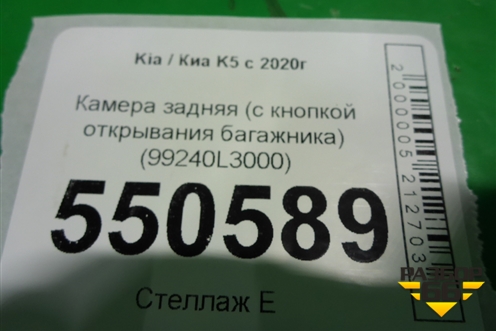 Kia / Киа K5 с 2020г
Камера задняя (с кнопкой
открывания багажника)
(99240L3000)
550589
Стеллаж Е